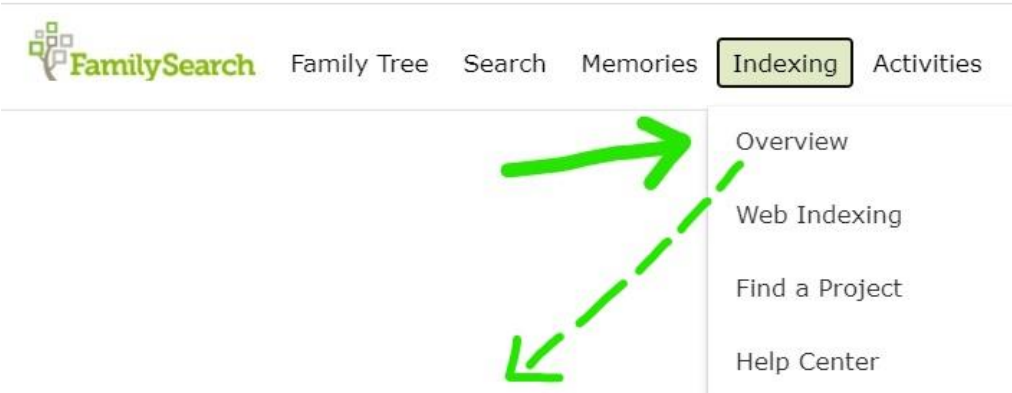 FamilySearch Family Tree Search Memories Indexing Activities
Overview
Web Indexing
Find a Project
Help Center